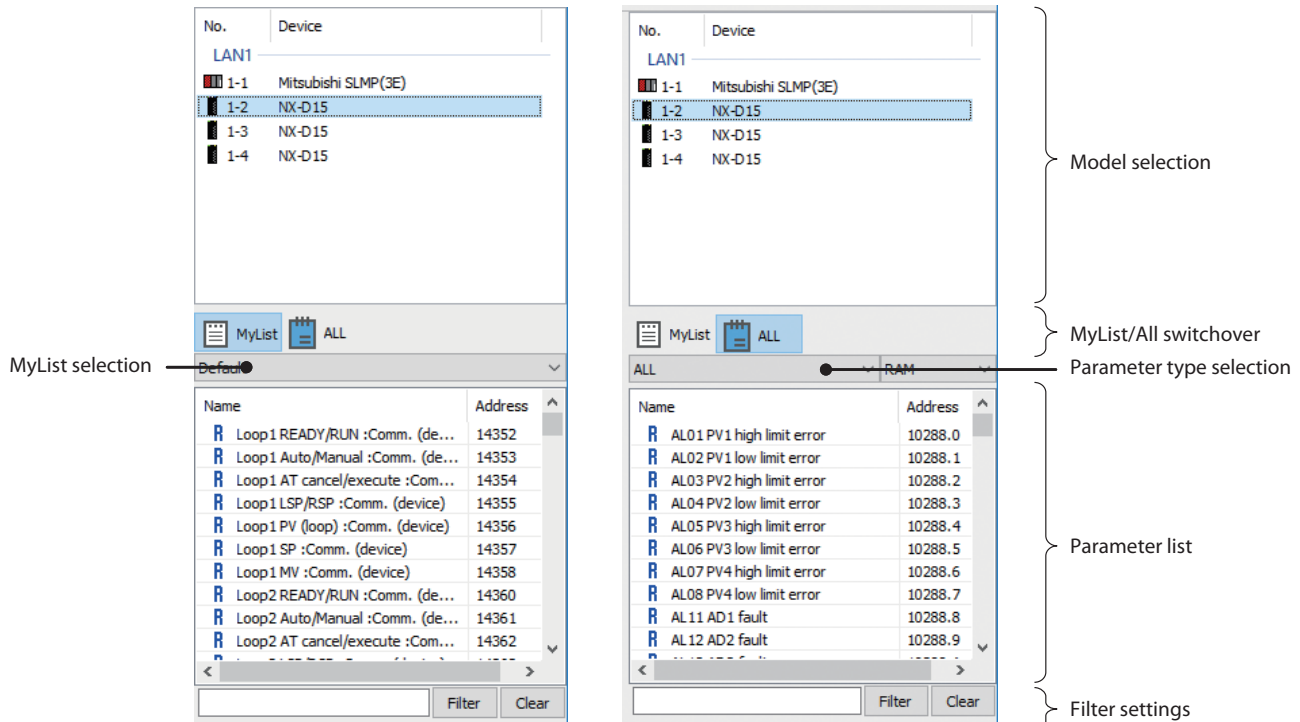 No. Device
LAN1
1-1 Mitsubishi SLMP(3E)
1-2 NX-D15
1-3 NX-D15
1-4 NX-D15
MyList ALL
MyList selection
Default
Name Address
R Loop1 READY/RUN :Comm. (de... 14352
R Loop1 Auto/Manual :Comm. (de... 14353
R Loop1 AT cancel/execute :Com... 14354
R Loop1 LSP/RSP :Comm. (device) 14355
R Loop1 PV (loop) :Comm. (device) 14356
R Loop1 SP :Comm. (device) 14357
R Loop1 MV :Comm. (device) 14358
R Loop2 READY/RUN :Comm. (de... 14360
R Loop2 Auto/Manual :Comm. (de... 14361
R Loop2 AT cancel/execute :Com... 14362
Filter Clear
No. Device
LAN1
1-1 Mitsubishi SLMP(3E)
1-2 NX-D15
1-3 NX-D15
1-4 NX-D15
MyList ALL
ALL RAM
Name Address
R AL01 PV1 high limit error 10288.0
R AL02 PV1 low limit error 10288.1
R AL03 PV2 high limit error 10288.2
R AL04 PV2 low limit error 10288.3
R AL05 PV3 high limit error 10288.4
R AL06 PV3 low limit error 10288.5
R AL07 PV4 high limit error 10288.6
R AL08 PV4 low limit error 10288.7
R AL11 AD1 fault 10288.8
R AL12 AD2 fault 10288.9
Filter Clear
Model selection
MyList/All switchover
Parameter type selection
Parameter list
Filter settings